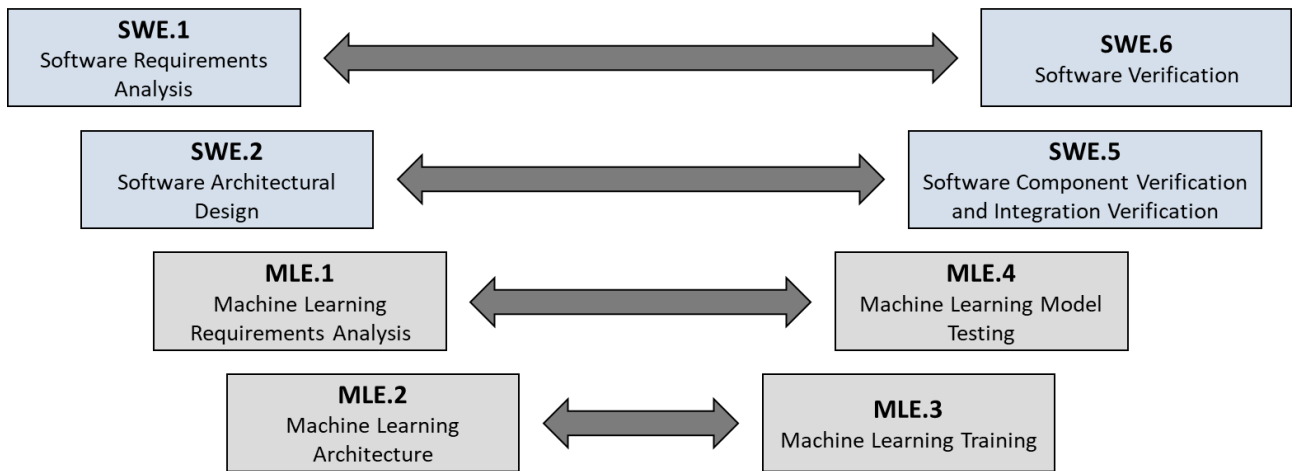 SWE.1
Software Requirements
Analysis
SWE.6
Software Verification
SWE.2
Software Architectural
Design
SWE.5
Software Component Verification
and Integration Verification
MLE.1
Machine Learning
Requirements Analysis
MLE.4
Machine Learning Model
Testing
MLE.2
Machine Learning
Architecture
MLE.3
Machine Learning Training